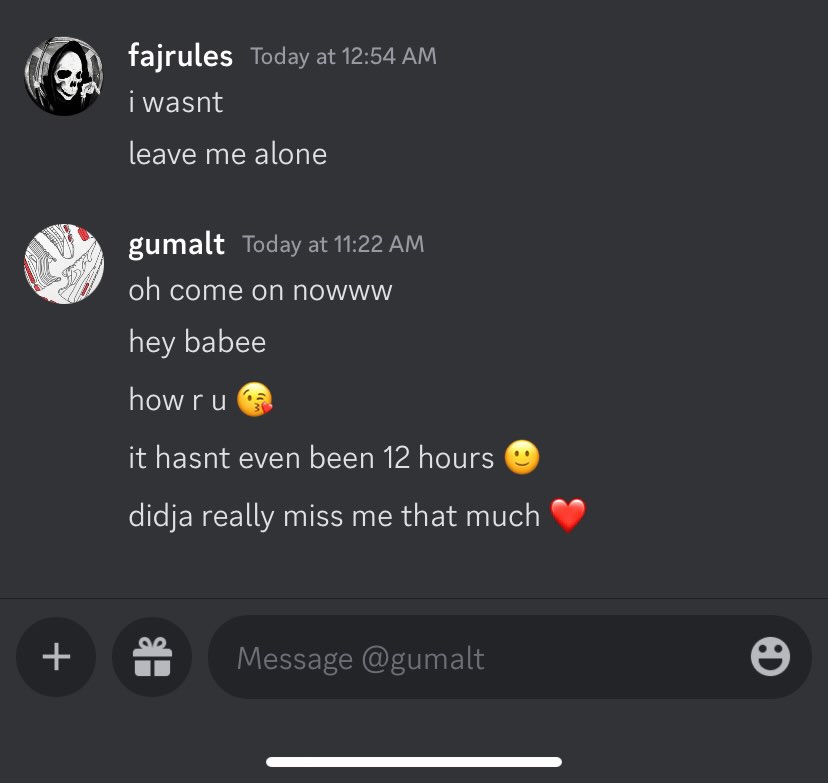 fajrules Today at 12:54 AM
i wasnt
leave me alone
gumalt Today at 11:22 AM
oh come on nowww
hey babee
how r u 😘
it hasnt even been 12 hours 🙂
didja really miss me that much ❤️
Message @gumalt